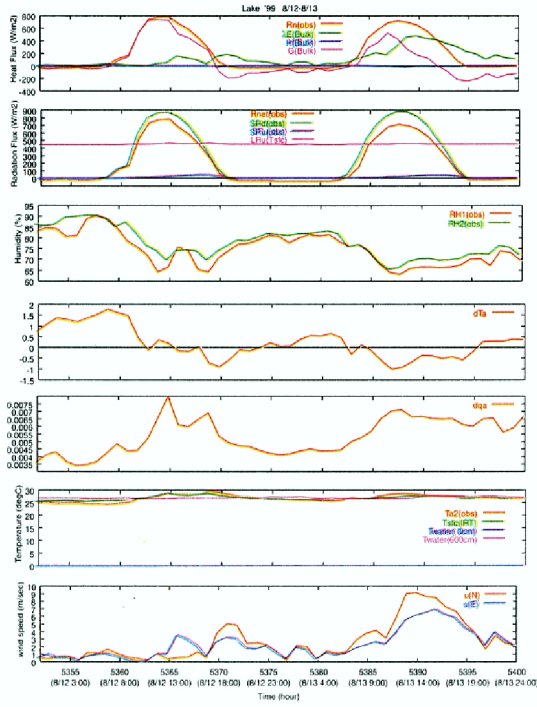 Lake '99 8/12-8/13
Heat Flux (W/m2)
800
600
400
200
0
-200
-400
Rn(obs)
lE(Bulk)
H(Bulk)
G(Bulk)
Radiation Flux (W/m2)
900
800
700
600
500
400
300
200
100
0
Rnet(obs)
SRd(obs)
SRu(obs)
LRu(Tsfc)
Humidity (%)
95
90
85
80
75
70
65
60
RH1(obs)
RH2(obs)
2
1.5
1
0.5
0
-0.5
-1
-1.5
dTa
0.0075
0.007
0.0065
0.006
0.0055
0.005
0.0045
0.004
0.0035
dqa
Temperature (degC)
30
25
20
15
10
5
0
Ta2(obs)
Tsfc(IRT)
Twater( 0cm)
Twater(600cm)
wind speed (m/sec)
10
9
8
7
6
5
4
3
2
1
0
u(N)
u(E)
5355 5360 5365 5370 5375 5380 5385 5390 5395 5400
(8/12 3:00) (8/12 8:00) (8/12 13:00) (8/12 18:00) (8/12 23:00) (8/13 4:00) (8/13 9:00) (8/13 14:00) (8/13 19:00) (8/13 24:00)
Time (hour)